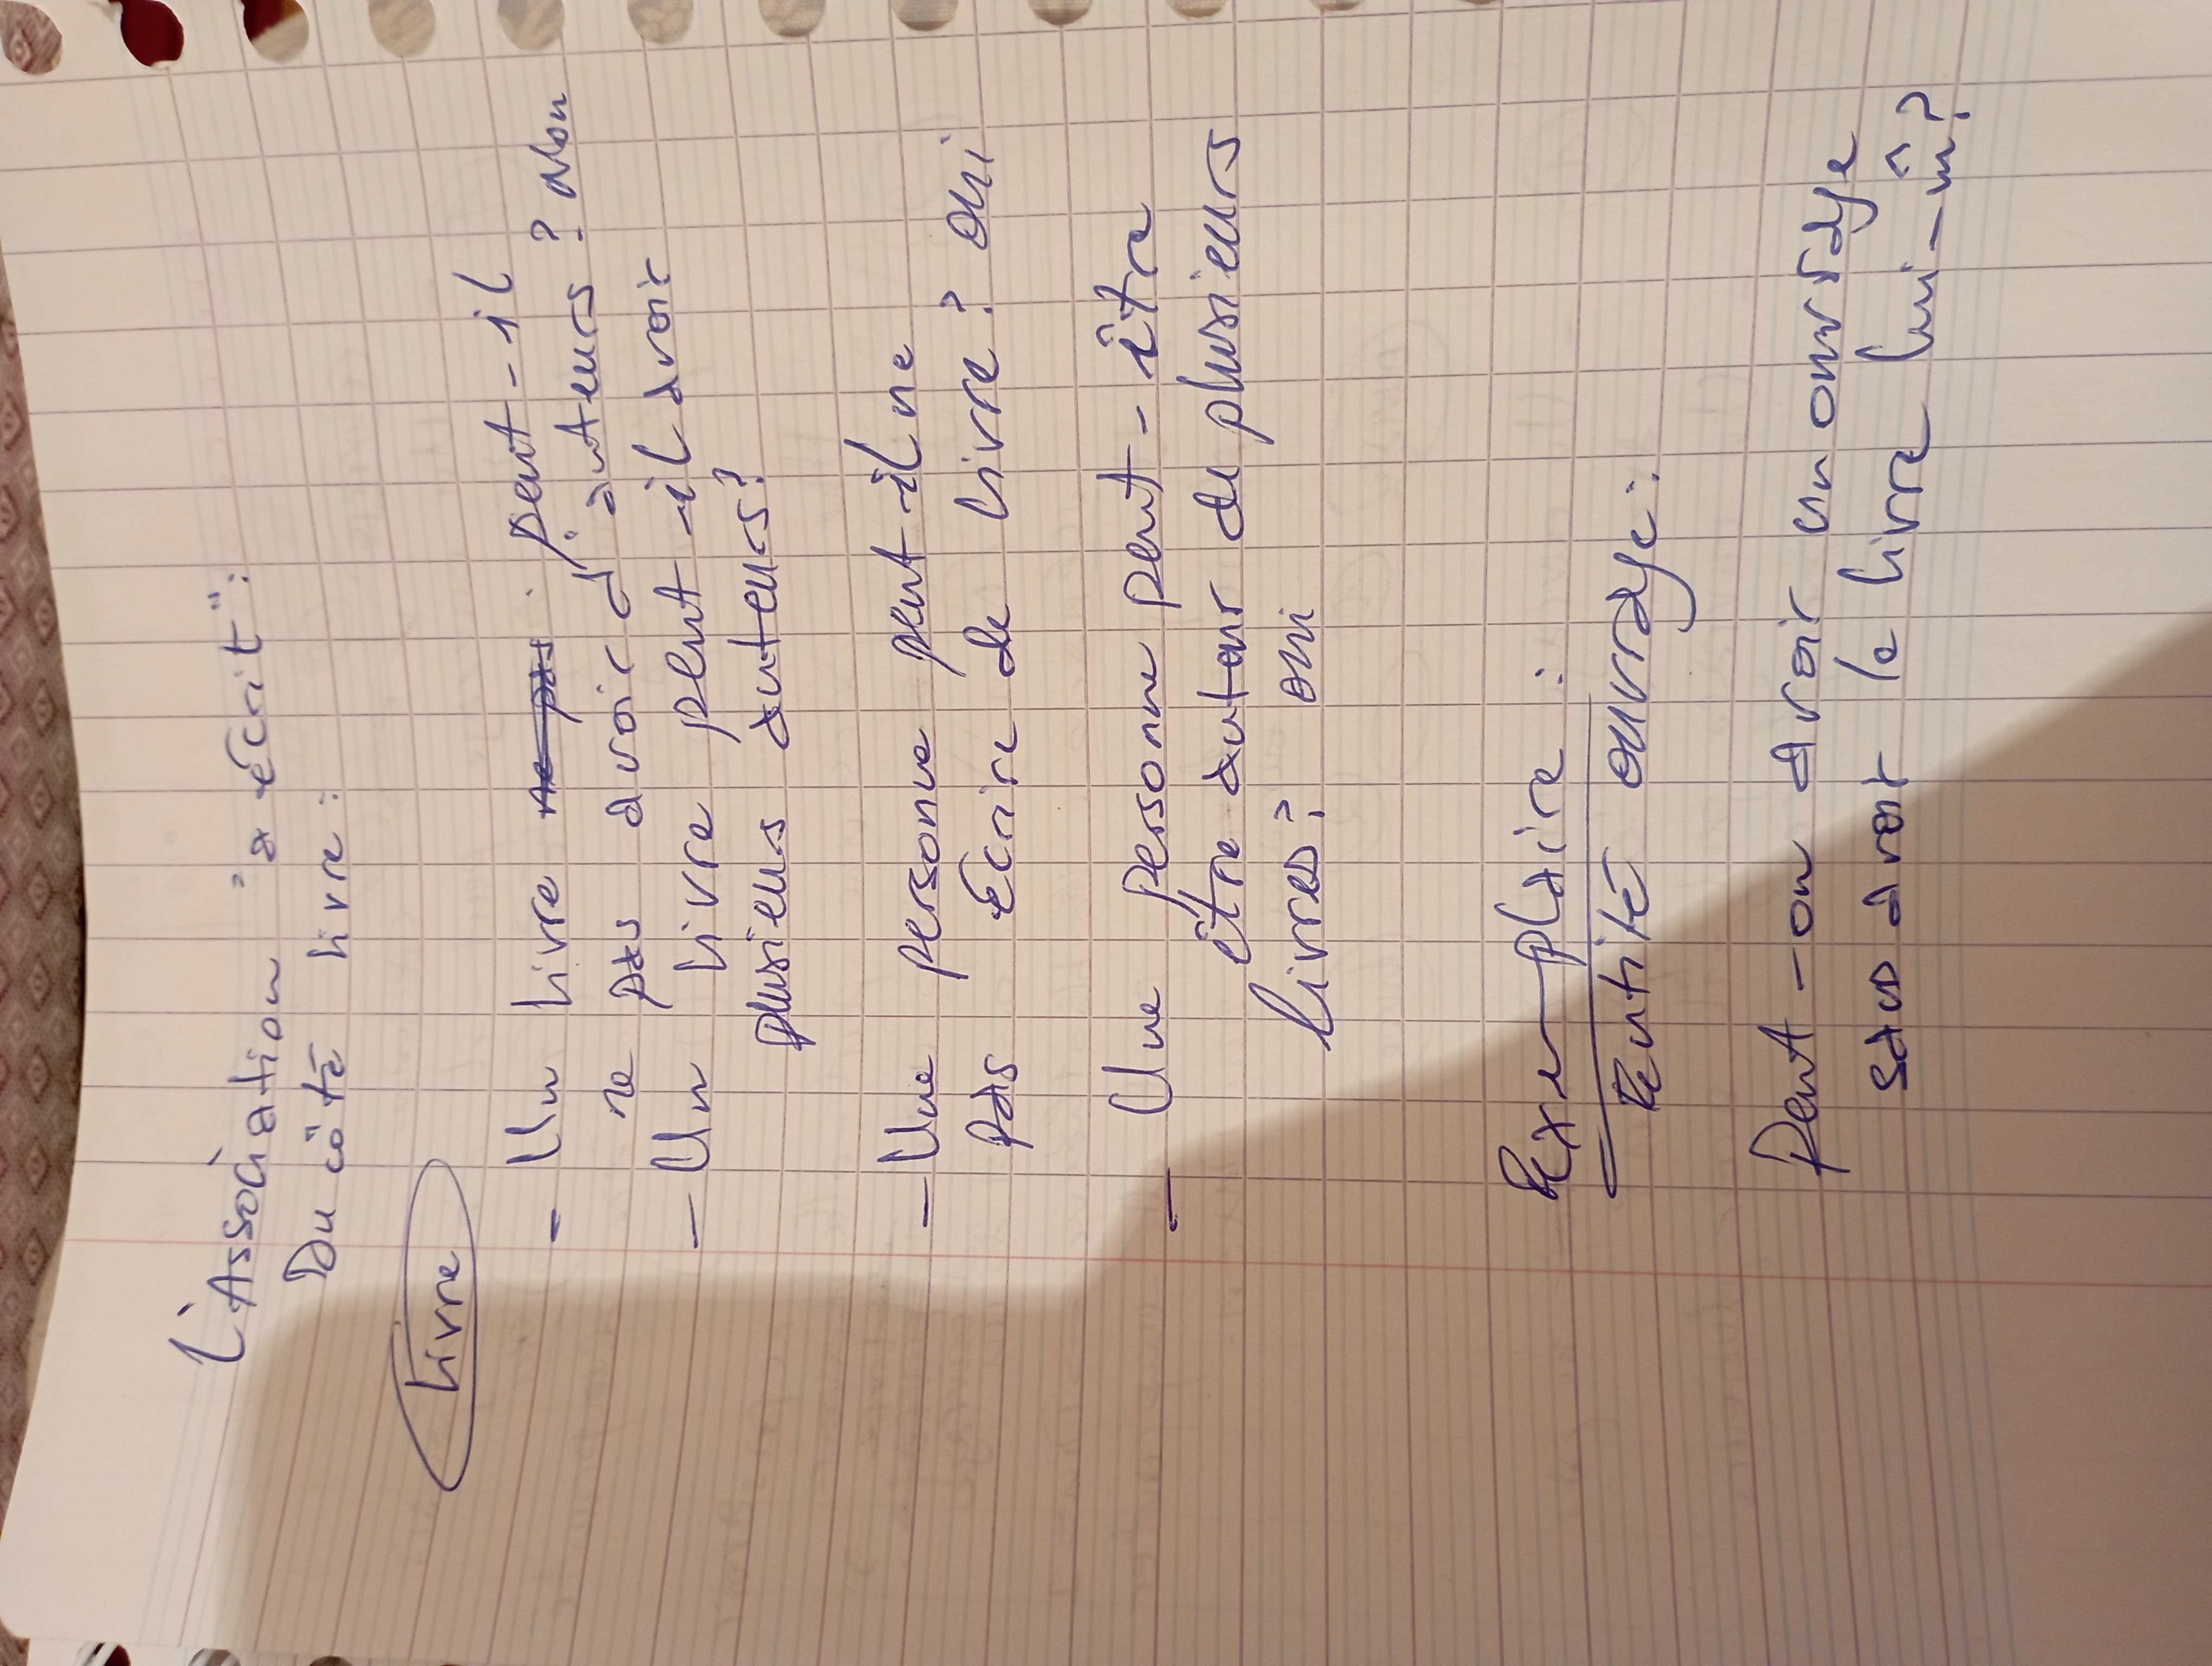 L'Association "a écrit":
Du côté livre:
livre
- Un livre ne pas peut-il
ne pas avoir d'auteurs? Non
- Un livre peut-il avoir
plusieurs auteurs?
- Une personne peut-il ne
pas écrire de livre? oui
- Une personne peut-être
être auteur de plusieurs
livres? oui
Exemplaire:
Entité ouvrage:
Peut-on avoir un ouvrage
sans avoir le livre lui-m̂?